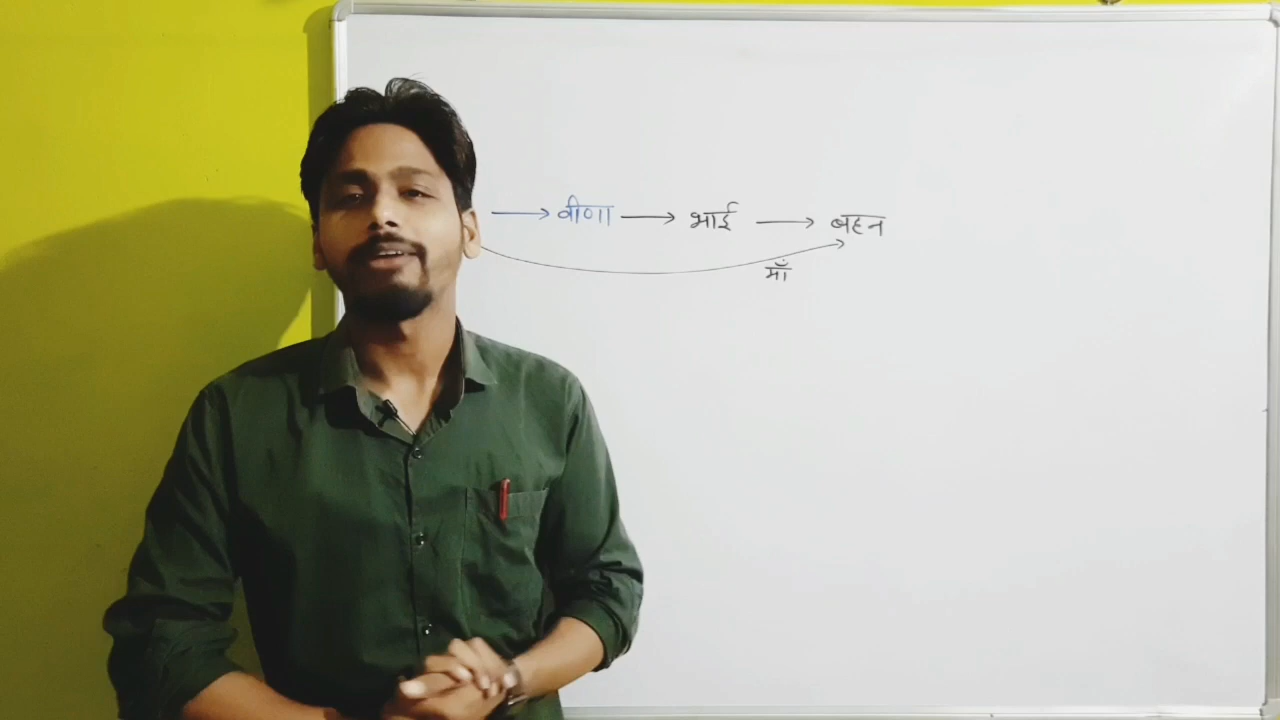 → वीणा → भाई → बहन
माँ